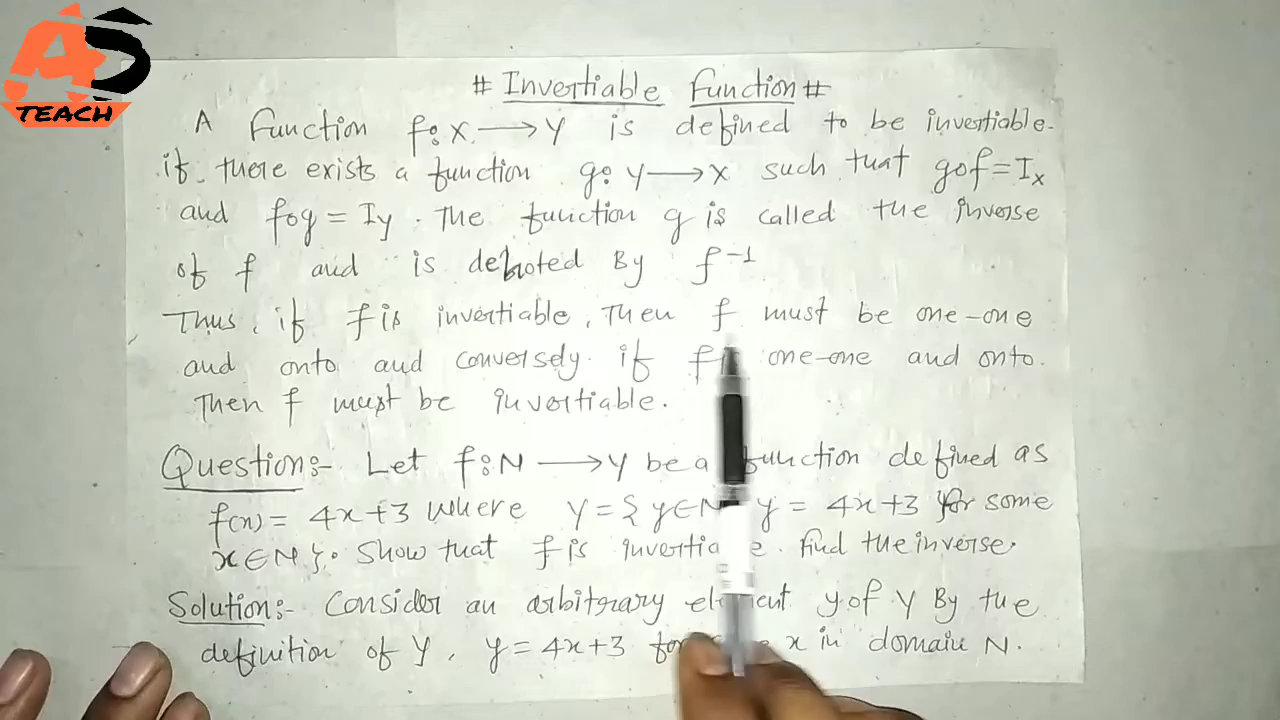 AS
TEACH
# Invertiable function #
A function f: X → Y is defined to be invertiable.
if there exists a function g: Y → X such that gof = Ix
and fog = Iy. The function g is called the inverse
of f and is denoted By f⁻¹
Thus, if f is invertiable, Then f must be one-one
and onto and conversely. if f one-one and onto.
Then f must be invertiable.
Question:- Let f: N → Y be a function defined as
f(x) = 4x+3 where Y = { y ∈ N y = 4x+3 for some
x ∈ N }. Show that f is find the inverse.
Solution:- Consider an arbitrary y of Y By the
definition of Y, y = 4x+3 x in domain N.